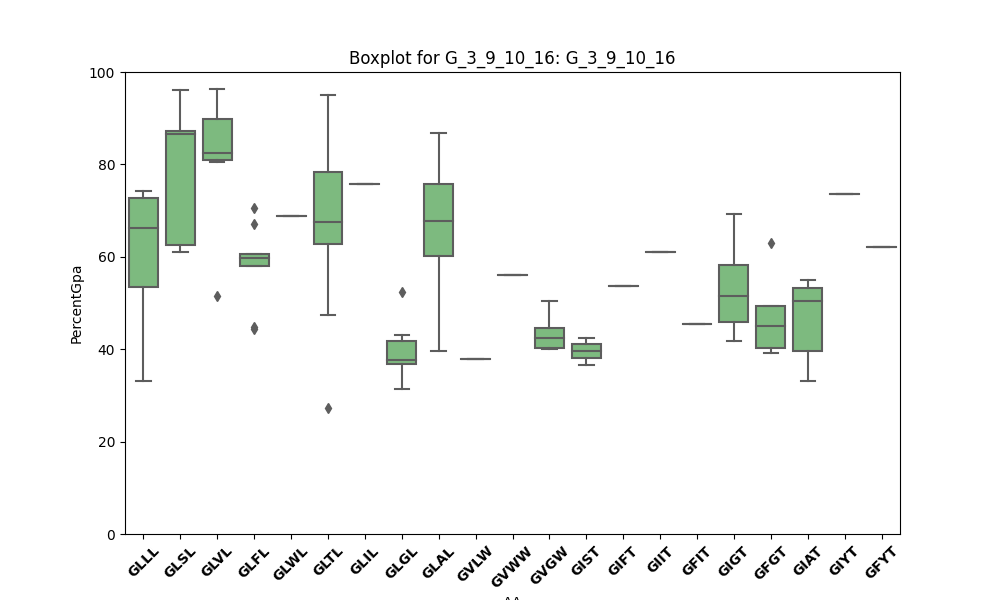 Boxplot for G_3_9_10_16: G_3_9_10_16
PercentGpa
100
80
60
40
20
0
GLLL GLSL GLVL GLFL GLWL GLTL GLIL GLGL GLAL GVLW GVWW GVGW GIST GIFT GIIT GFIT GIGT GFGT GIAT GIYT GFYT